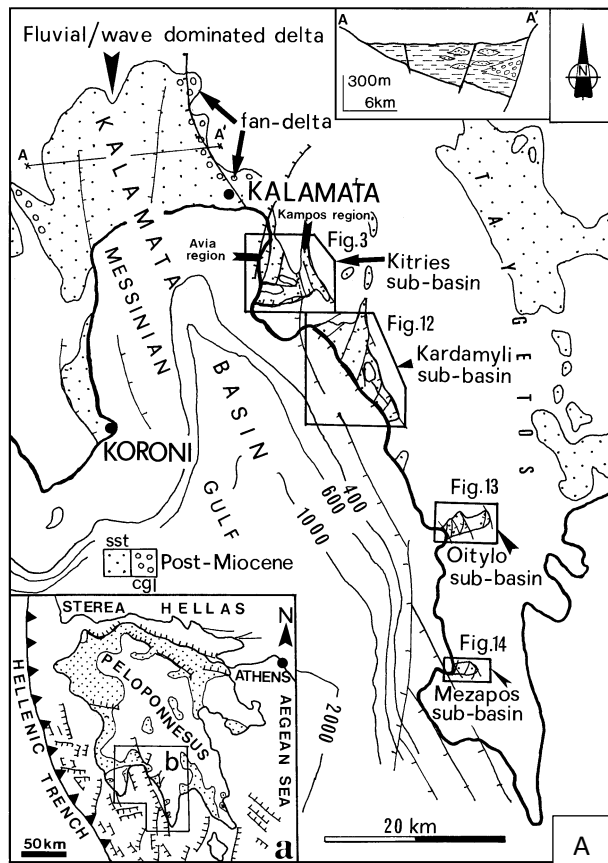 A
A'
Fluvial/wave dominated delta
300m
6km
N
fan-delta
A
A'
KALAMATA
KALAMATA
Kampos region
Avia
region
Fig.3
Kitries
sub-basin
MESSINIAN
TAYGETOS
Fig.12
Kardamyli
sub-basin
BASIN
KORONI
GULF
400
600
1000
Fig.13
Oitylo
sub-basin
sst
Post-Miocene
cgl
Fig.14
Mezapos
sub-basin
2000
STEREA HELLAS
N
HELLENIC TRENCH
PELOPONNESUS
ATHENS
AEGEAN SEA
b
a
50km
20 km
A